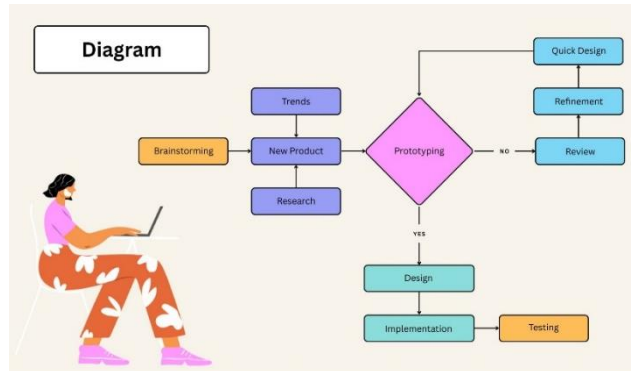 Diagram
Quick Design
Trends
Refinement
Brainstorming
New Product
Prototyping
NO
Review
Research
YES
Design
Implementation
Testing